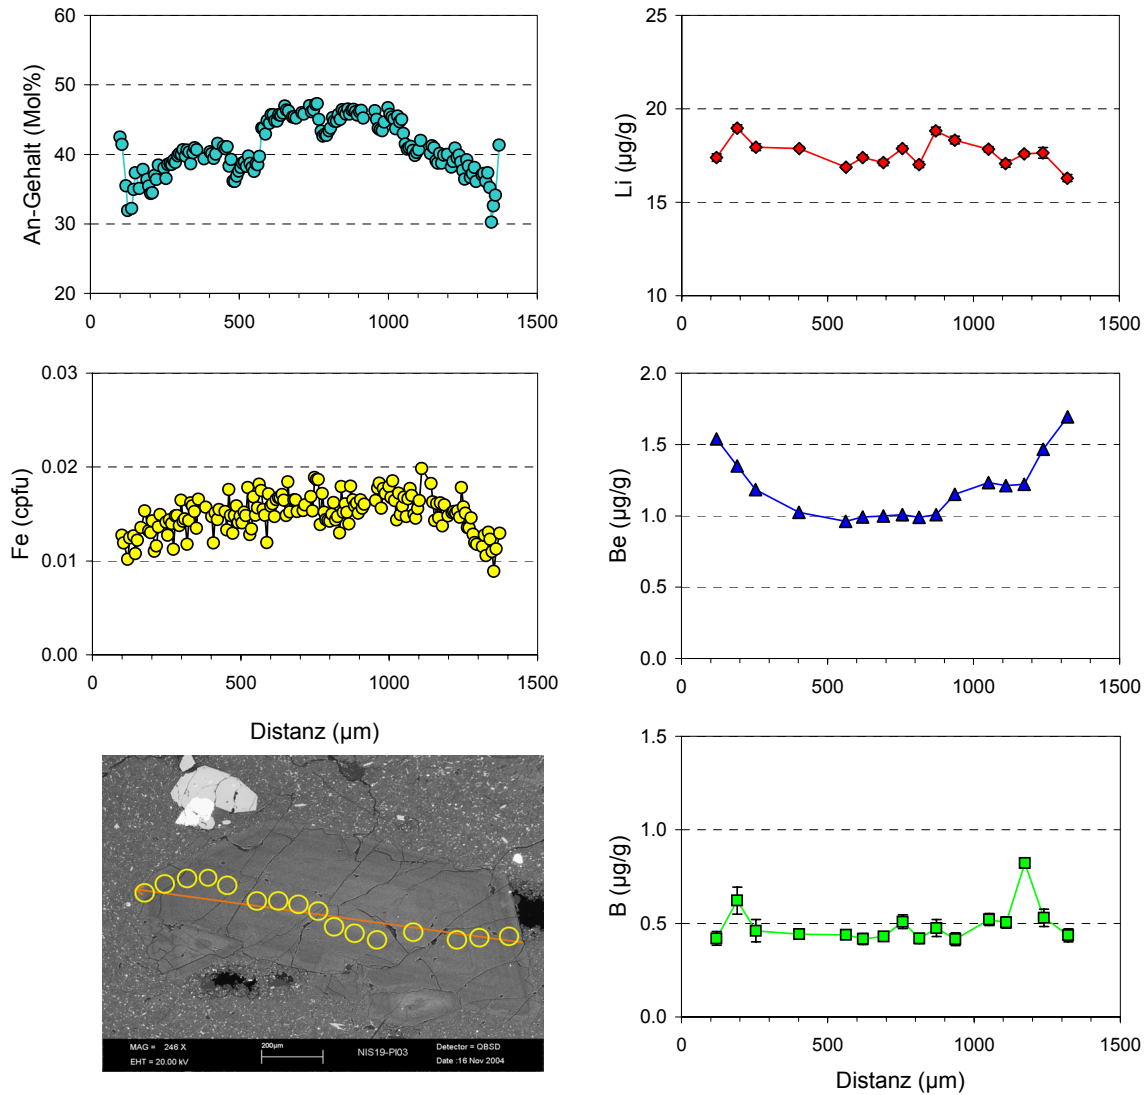 60
50
40
30
20
An-Gehalt (Mol%)
0 500 1000 1500
25
20
15
10
Li (µg/g)
0 500 1000 1500
0.03
0.02
0.01
0.00
Fe (cpfu)
0 500 1000 1500
Distanz (µm)
2.0
1.5
1.0
0.5
0.0
Be (µg/g)
0 500 1000 1500
MAG = 246 X
EHT = 20.00 kV
200µm
NIS19-Pl03
Detector = QBSD
Date :16 Nov 2004
1.5
1.0
0.5
0.0
B (µg/g)
0 500 1000 1500
Distanz (µm)